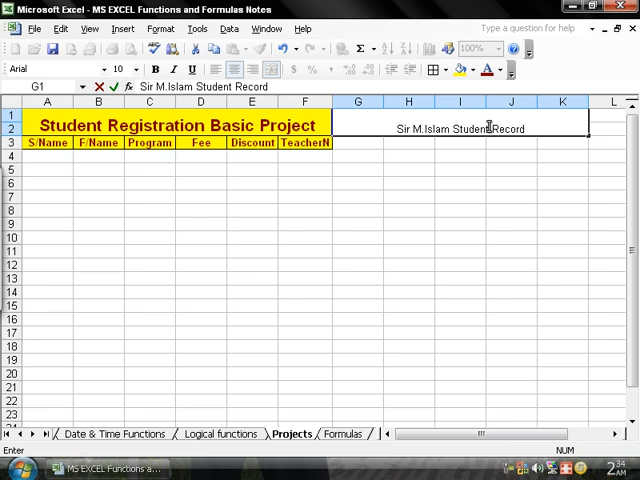 Microsoft Excel - MS EXCEL Functions and Formulas Notes
File Edit View Insert Format Tools Data Window Help Type a question for help
100%
Arial 10 B I U $ %
G1 Sir M.Islam Student Record
A B C D E F G H I J K L
1
2
Student Registration Basic Project
Sir M.Islam Student Record
3 S/Name F/Name Program Fee Discount TeacherN
4
5
6
7
8
9
10
11
12
13
14
15
16
17
18
19
20
21
22
23
Date & Time Functions Logical functions Projects Formulas
Enter NUM
MS EXCEL Functions a... 2:34 AM